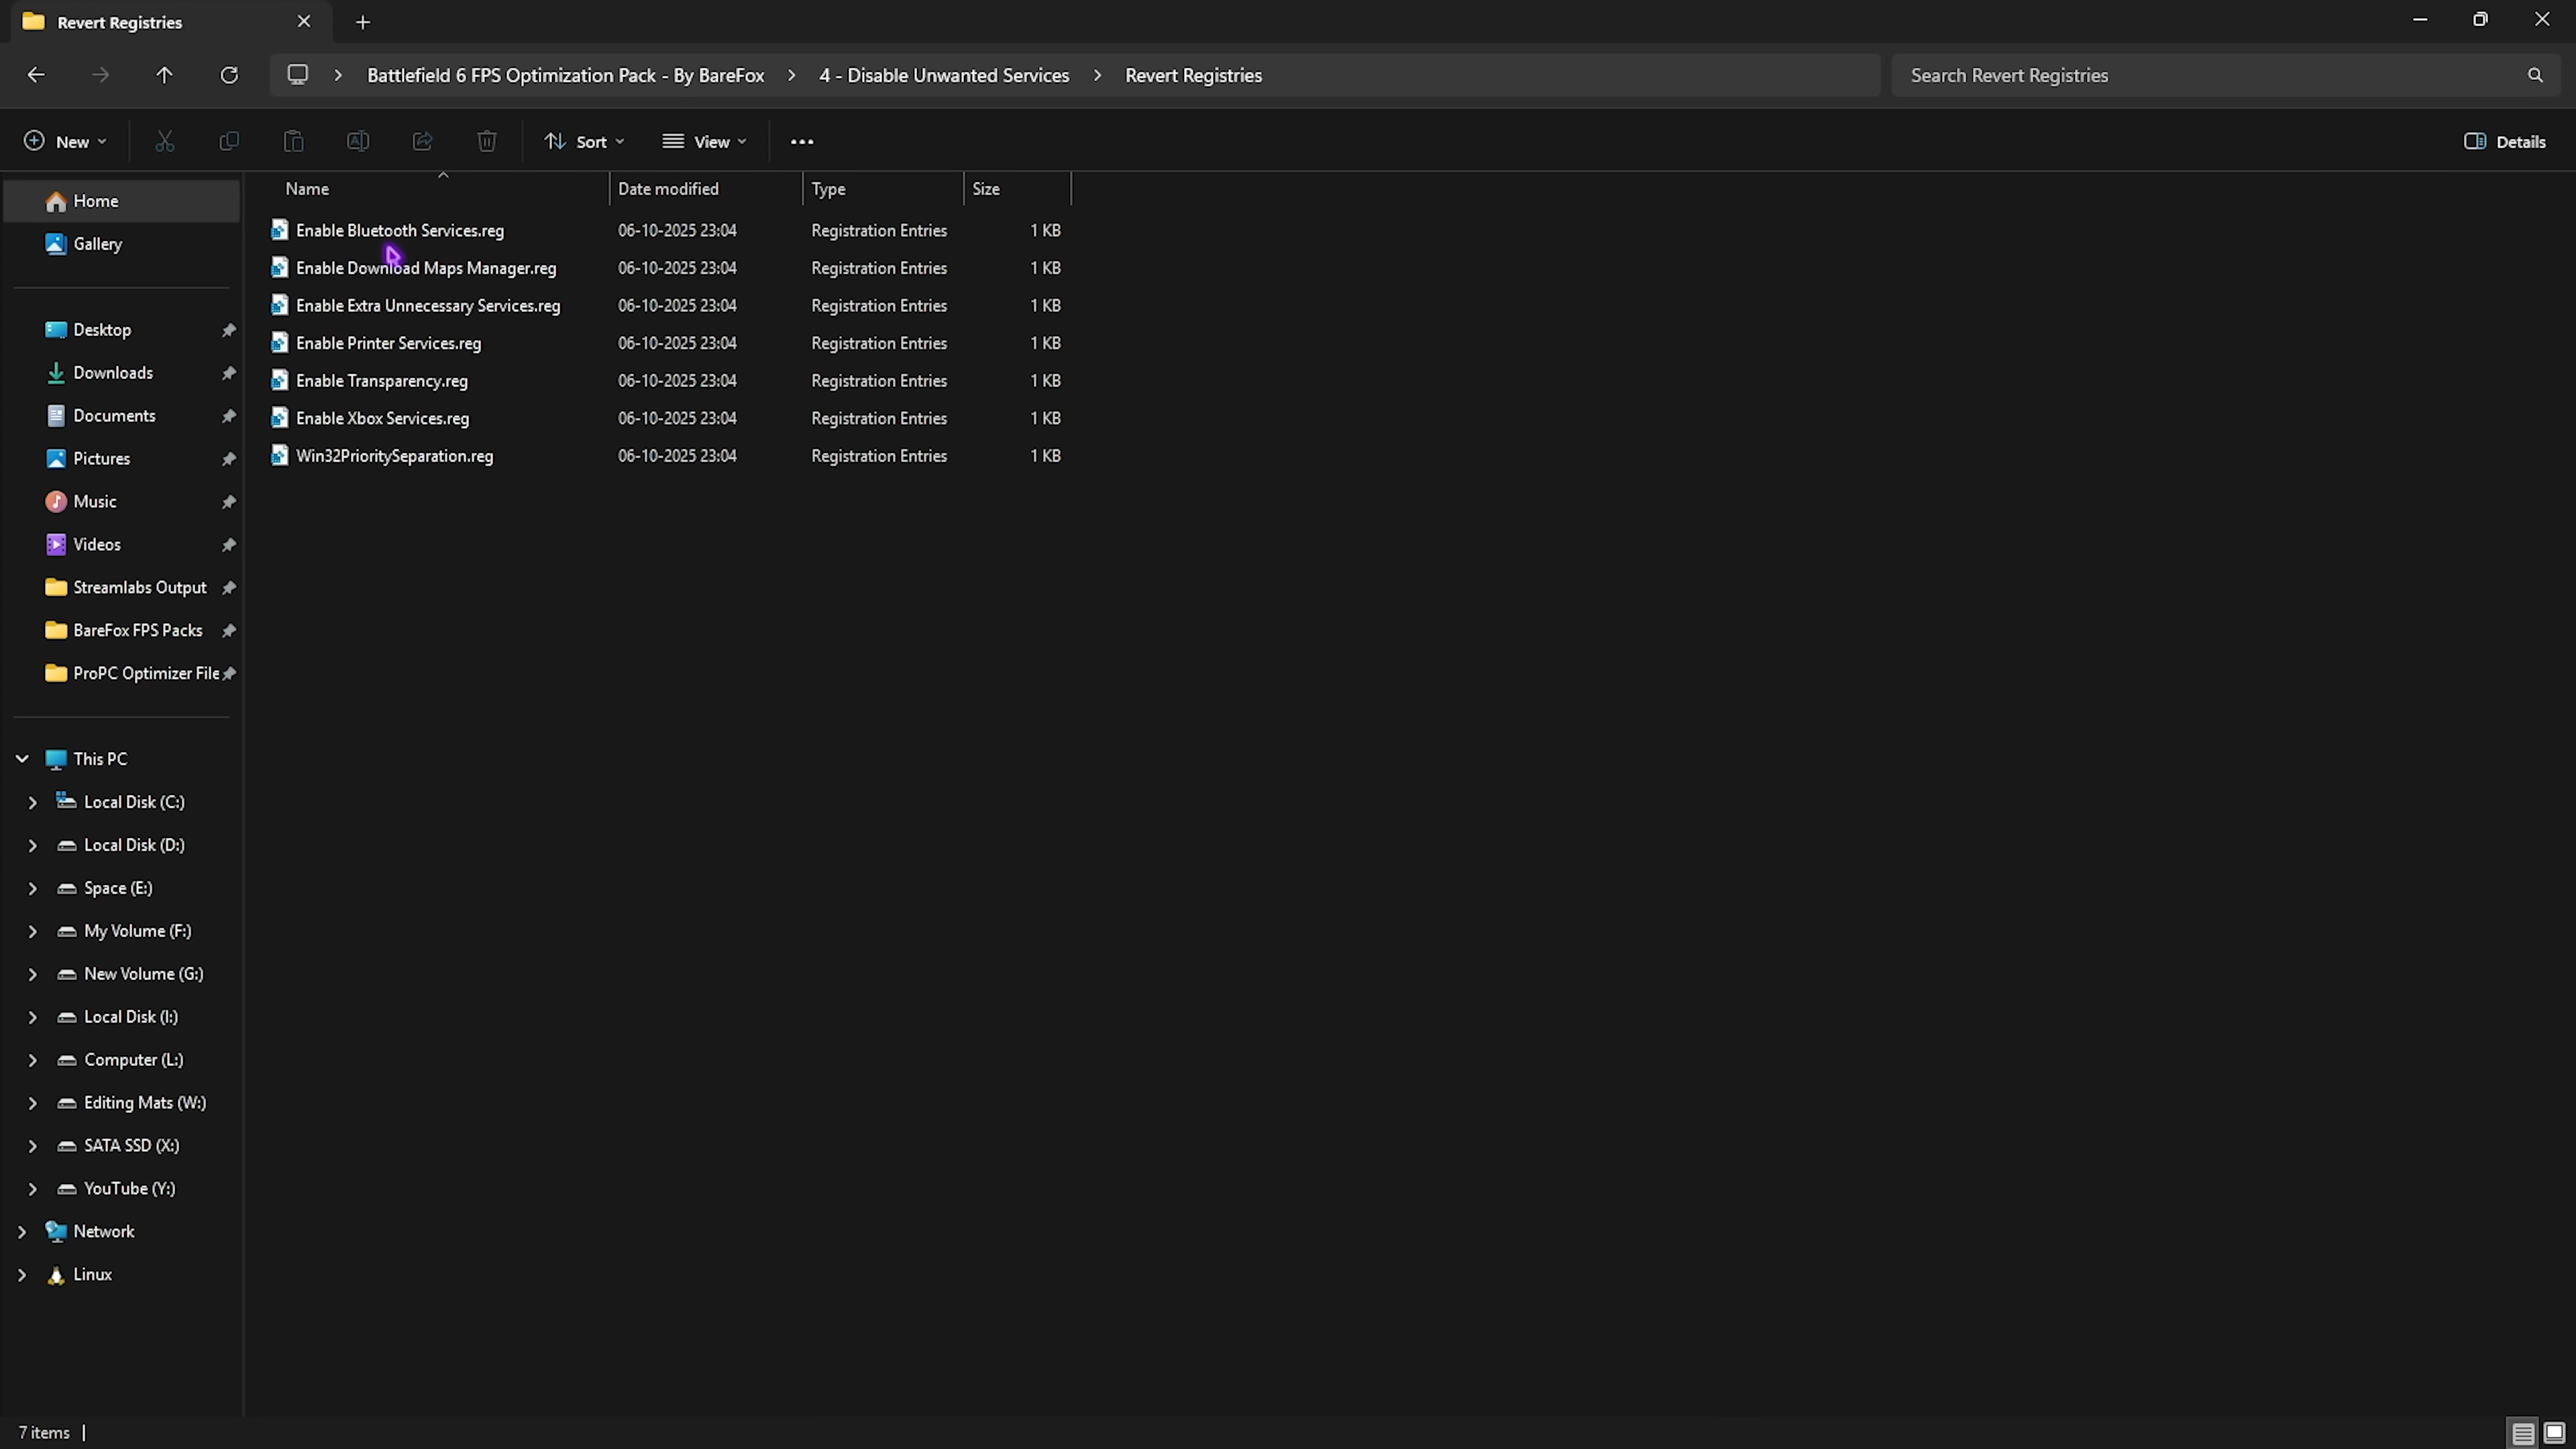 Revert Registries
Battlefield 6 FPS Optimization Pack - By BareFox > 4 - Disable Unwanted Services > Revert Registries
Search Revert Registries
New
Sort
View
Details
Name Date modified Type Size
Enable Bluetooth Services.reg 06-10-2025 23:04 Registration Entries 1 KB
Enable Download Maps Manager.reg 06-10-2025 23:04 Registration Entries 1 KB
Enable Extra Unnecessary Services.reg 06-10-2025 23:04 Registration Entries 1 KB
Enable Printer Services.reg 06-10-2025 23:04 Registration Entries 1 KB
Enable Transparency.reg 06-10-2025 23:04 Registration Entries 1 KB
Enable Xbox Services.reg 06-10-2025 23:04 Registration Entries 1 KB
Win32PrioritySeparation.reg 06-10-2025 23:04 Registration Entries 1 KB
Home
Gallery
Desktop
Downloads
Documents
Pictures
Music
Videos
Streamlabs Output
BareFox FPS Packs
ProPC Optimizer File
This PC
Local Disk (C:)
Local Disk (D:)
Space (E:)
My Volume (F:)
New Volume (G:)
Local Disk (I:)
Computer (L:)
Editing Mats (W:)
SATA SSD (X:)
YouTube (Y:)
Network
Linux
7 items